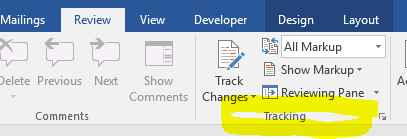 Mailings Review View Developer Design Layout
Delete Previous Next Show Comments
Track Changes
All Markup
Show Markup
Reviewing Pane
Comments Tracking